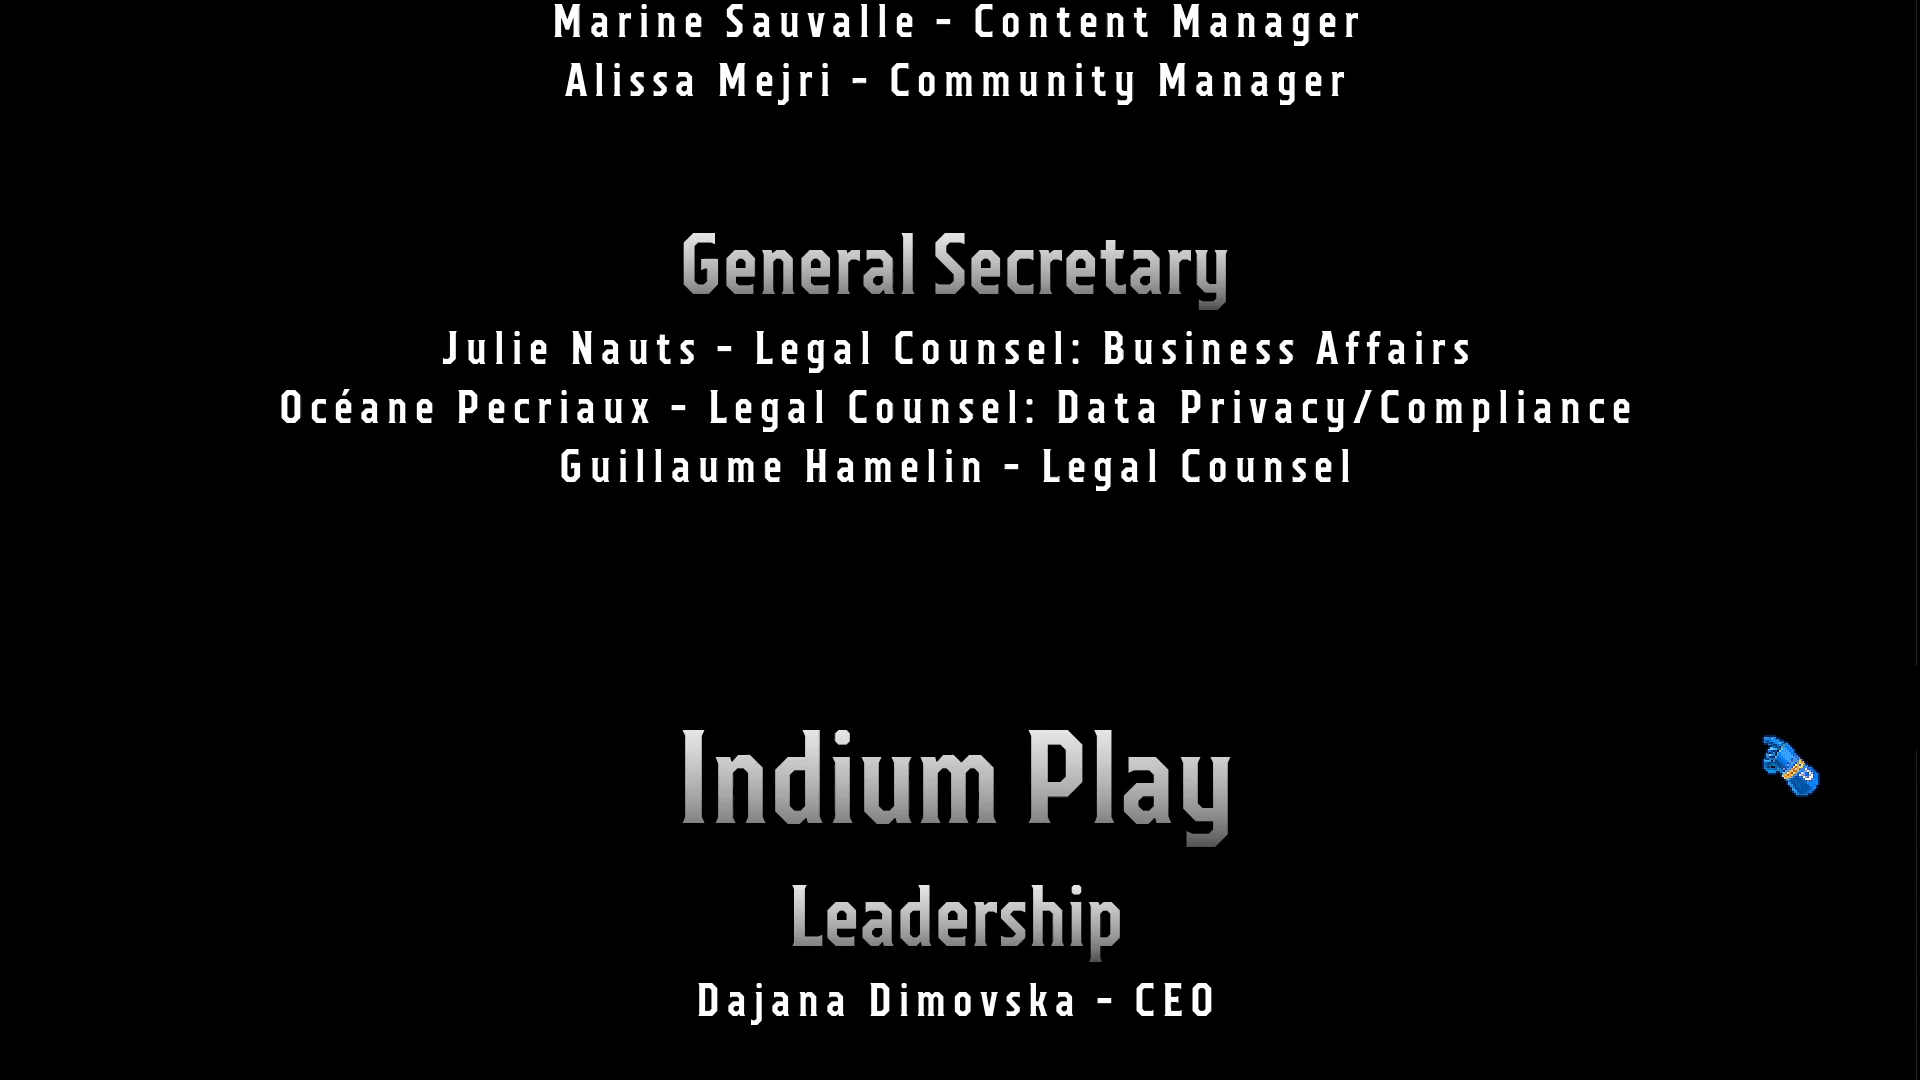 Marine Sauvalle - Content Manager
Alissa Mejri - Community Manager
General Secretary
Julie Nauts - Legal Counsel: Business Affairs
Océane Pecriaux - Legal Counsel: Data Privacy/Compliance
Guillaume Hamelin - Legal Counsel
Indium Play
Leadership
Dajana Dimovska - CEO